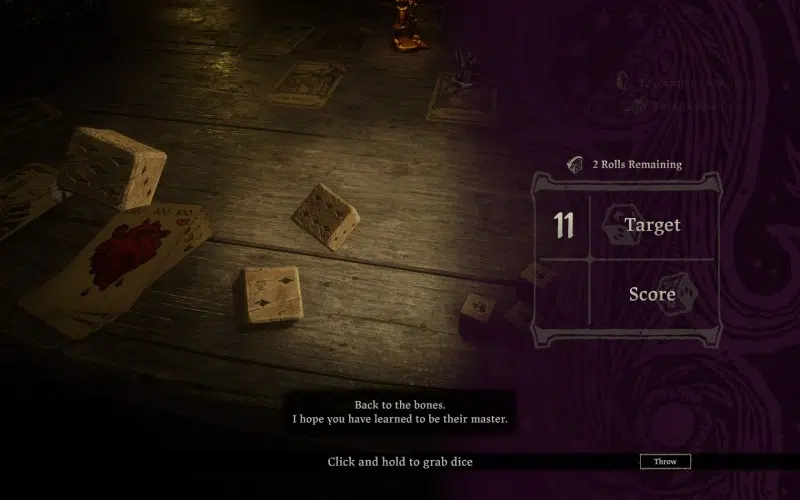 2 Rolls Remaining
11 Target
Score
Back to the bones.
I hope you have learned to be their master.
Click and hold to grab dice
Throw